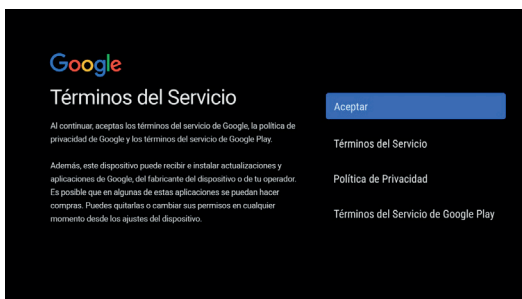 Google
Términos del Servicio
Al continuar, aceptas los términos del servicio de Google, la política de
privacidad de Google y los términos del servicio de Google Play.
Además, este dispositivo puede recibir e instalar actualizaciones y
aplicaciones de Google, del fabricante del dispositivo o de tu operador.
Es posible que en algunas de estas aplicaciones se puedan hacer
compras. Puedes quitarlas o cambiar sus permisos en cualquier
momento desde los ajustes del dispositivo.
Aceptar
Términos del Servicio
Política de Privacidad
Términos del Servicio de Google Play